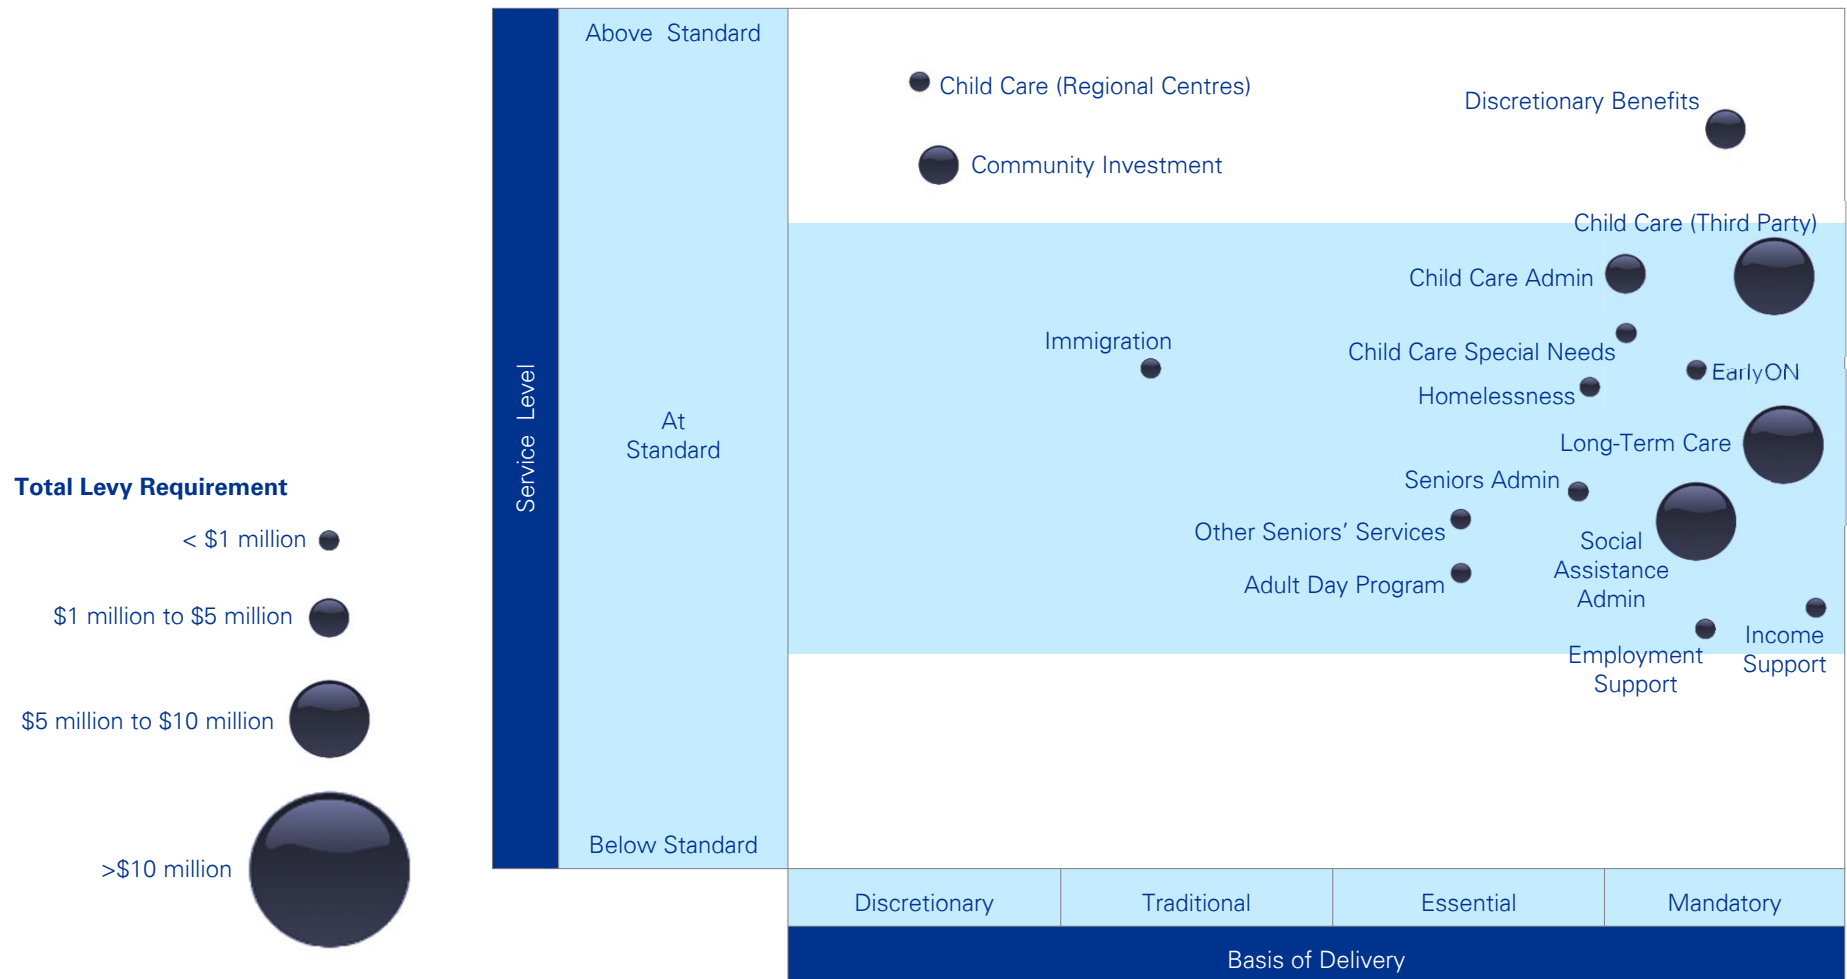 Above Standard
Child Care (Regional Centres)
Discretionary Benefits
Community Investment
Child Care (Third Party)
Child Care Admin
Immigration
Child Care Special Needs
EarlyON
Homelessness
Service Level
At
Standard
Long-Term Care
Seniors Admin
Other Seniors’ Services
Social
Assistance
Admin
Adult Day Program
Income
Support
Employment
Support
Below Standard
Total Levy Requirement
< $1 million
$1 million to $5 million
$5 million to $10 million
>$10 million
Discretionary
Traditional
Essential
Mandatory
Basis of Delivery